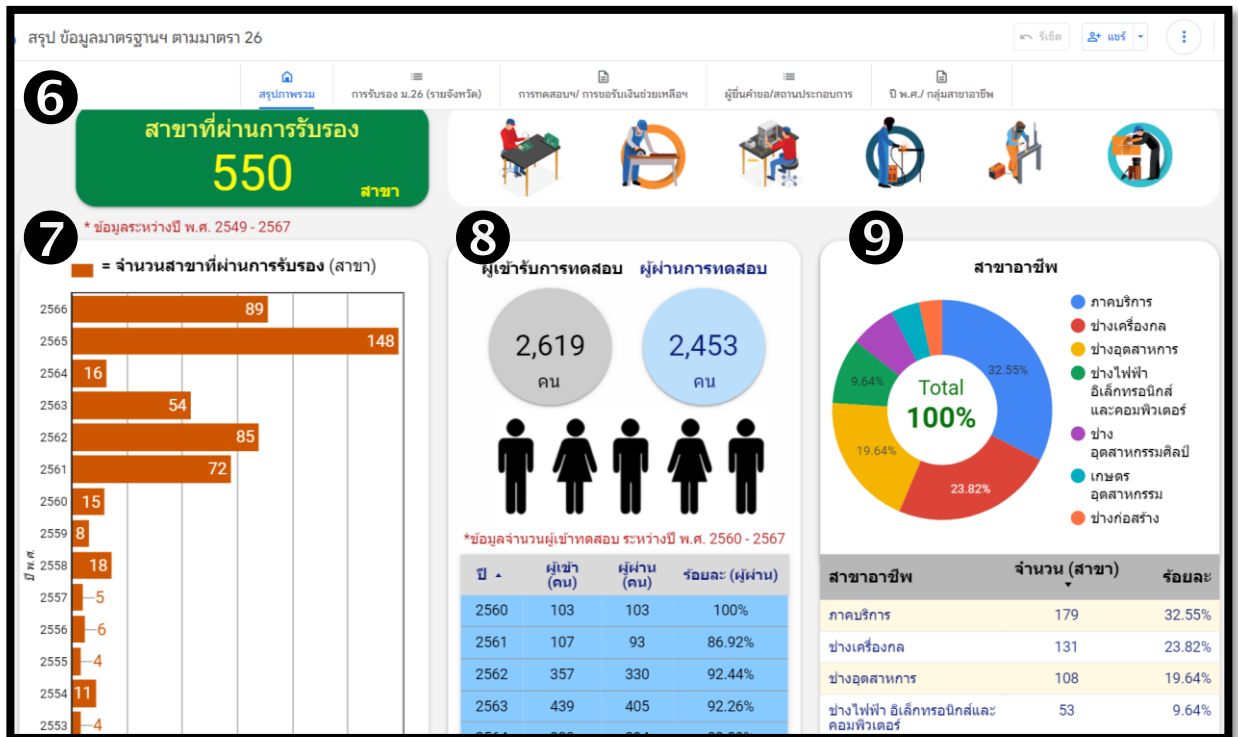 สรุป ข้อมูลมาตรฐานฯ ตามมาตรา 26
รีเซ็ต
แชร์
6
สรุปภาพรวม
การรับรอง ม.26 (รายจังหวัด)
การทดสอบฯ/ การขอรับเงินช่วยเหลือฯ
ผู้ยื่นคำขอ/สถานประกอบการ
ปี พ.ศ./ กลุ่มสาขาอาชีพ
สาขาที่ผ่านการรับรอง
550
สาขา
* ข้อมูลระหว่างปี พ.ศ. 2549 - 2567
7
= จำนวนสาขาที่ผ่านการรับรอง (สาขา)
ปี พ.ศ.
2566 89
2565 148
2564 16
2563 54
2562 85
2561 72
2560 15
2559 8
2558 18
2557 5
2556 6
2555 4
2554 11
2553 4
8
ผู้เข้ารับการทดสอบ ผู้ผ่านการทดสอบ
2,619 2,453
คน คน
*ข้อมูลจำนวนผู้เข้าทดสอบ ระหว่างปี พ.ศ. 2560 - 2567
ปี ผู้เข้า (คน) ผู้ผ่าน (คน) ร้อยละ (ผู้ผ่าน)
2560 103 103 100%
2561 107 93 86.92%
2562 357 330 92.44%
2563 439 405 92.26%
9
สาขาอาชีพ
32.55%
23.82%
19.64%
9.64%
Total
100%
ภาคบริการ
ช่างเครื่องกล
ช่างอุตสาหการ
ช่างไฟฟ้า
อิเล็กทรอนิกส์
และคอมพิวเตอร์
ช่าง
อุตสาหกรรมศิลป์
เกษตร
อุตสาหกรรม
ช่างก่อสร้าง
สาขาอาชีพ จำนวน (สาขา) ร้อยละ
ภาคบริการ 179 32.55%
ช่างเครื่องกล 131 23.82%
ช่างอุตสาหการ 108 19.64%
ช่างไฟฟ้า อิเล็กทรอนิกส์และ 53 9.64%
คอมพิวเตอร์